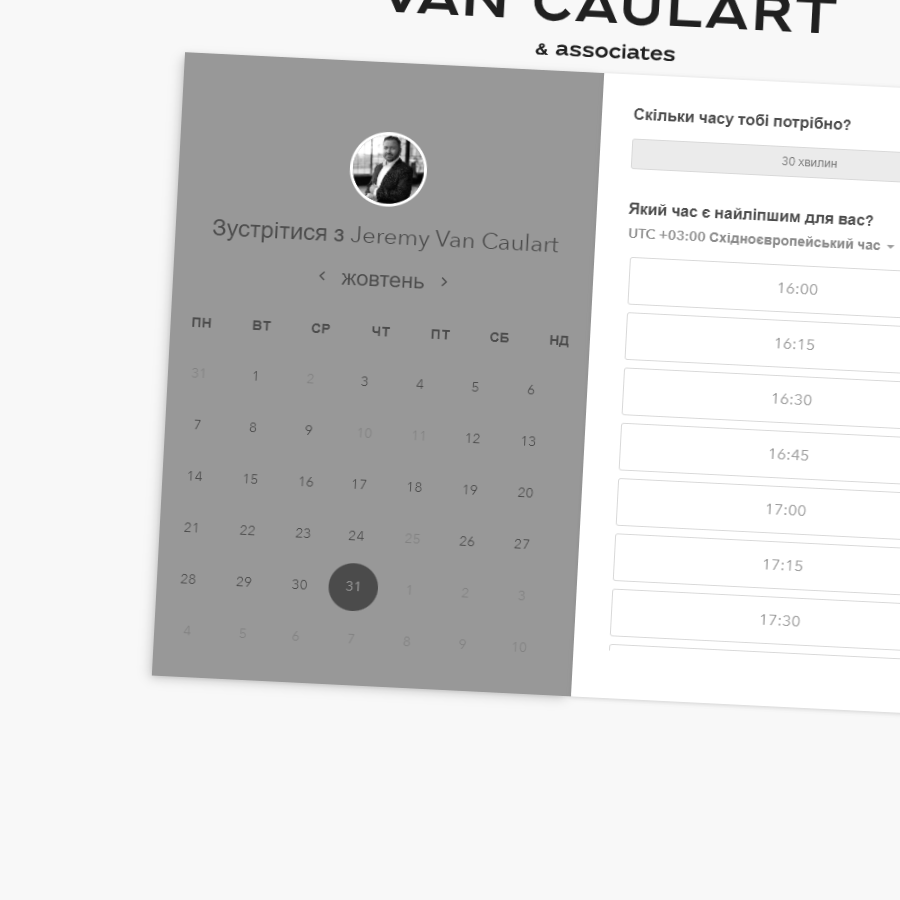 VAN CAULART
& associates
Зустрітися з Jeremy Van Caulart
жовтень
ПН ВТ СР ЧТ ПТ СБ НД
31 1 2 3 4 5 6
7 8 9 10 11 12 13
14 15 16 17 18 19 20
21 22 23 24 25 26 27
28 29 30 31 1 2 3
4 5 6 7 8 9 10
Скільки часу тобі потрібно?
30 хвилин
Який час є найліпшим для вас?
UTC +03:00 Східноєвропейський час
16:00
16:15
16:30
16:45
17:00
17:15
17:30